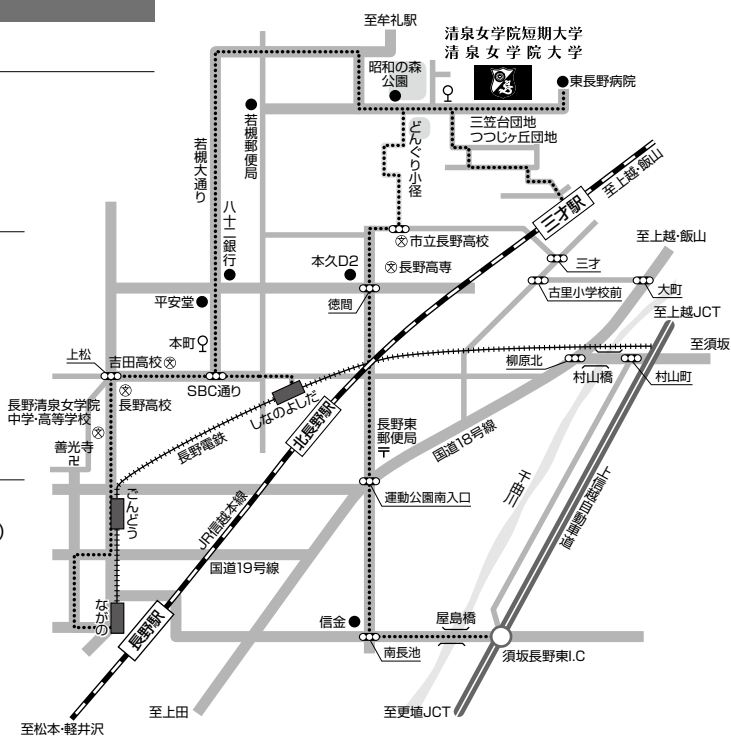 至牟礼駅
清泉女学院短期大学
清泉女学院大学
昭和の森
公園
東長野病院
三笠台団地
つつじヶ丘団地
どんぐり小径
若槻郵便局
若槻大通り
八十二銀行
至上越・飯山
三才駅
市立長野高校
長野高専
本久D2
徳間
三才
古里小学校前
大町
至上越・飯山
至上越JCT
至須坂
平安堂
本町
上松
吉田高校
SBC通り
長野高校
長野清泉女学院
中学・高等学校
善光寺
しなのよしだ
北長野駅
長野電鉄
柳原北
村山橋
村山町
長野東
郵便局
〒
国道18号線
運動公園南入口
千曲川
上信越自動車道
ごんどう
JR信越本線
国道19号線
ながの
長野駅
信金
屋島橋
南長池
須坂長野東I.C
至松本・軽井沢
至上田
至更埴JCT
)